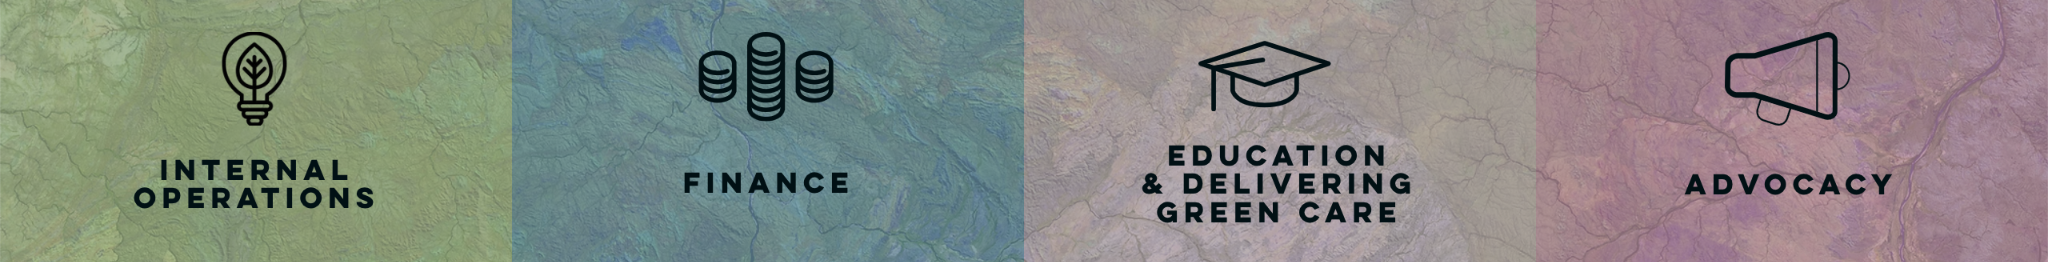 INTERNAL
OPERATIONS
FINANCE
EDUCATION
& DELIVERING
GREEN CARE
ADVOCACY